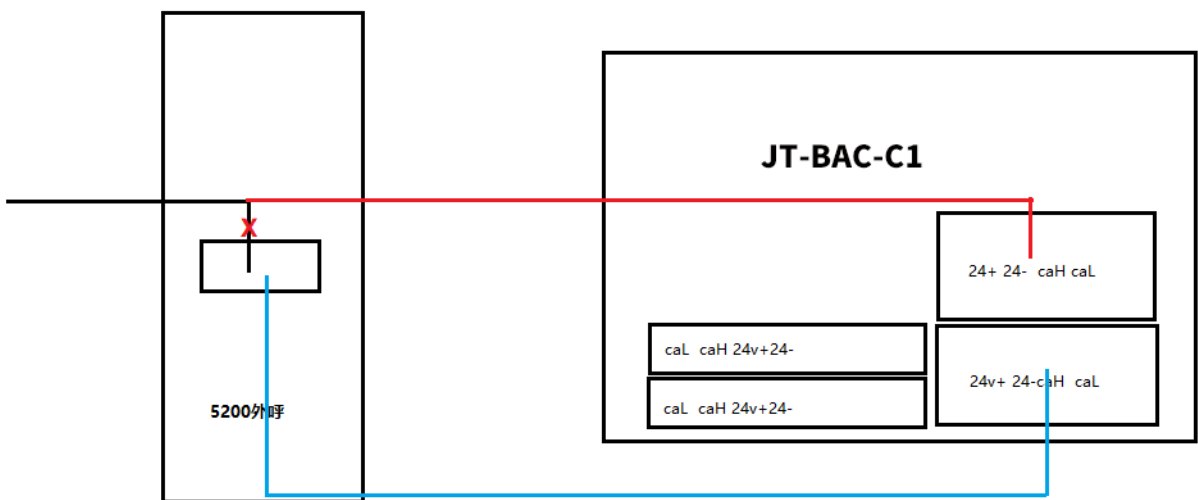 JT-BAC-C1
X
24+ 24- caH caL
caL caH 24v+24-
24v+ 24-caH caL
caL caH 24v+24-
5200外呼